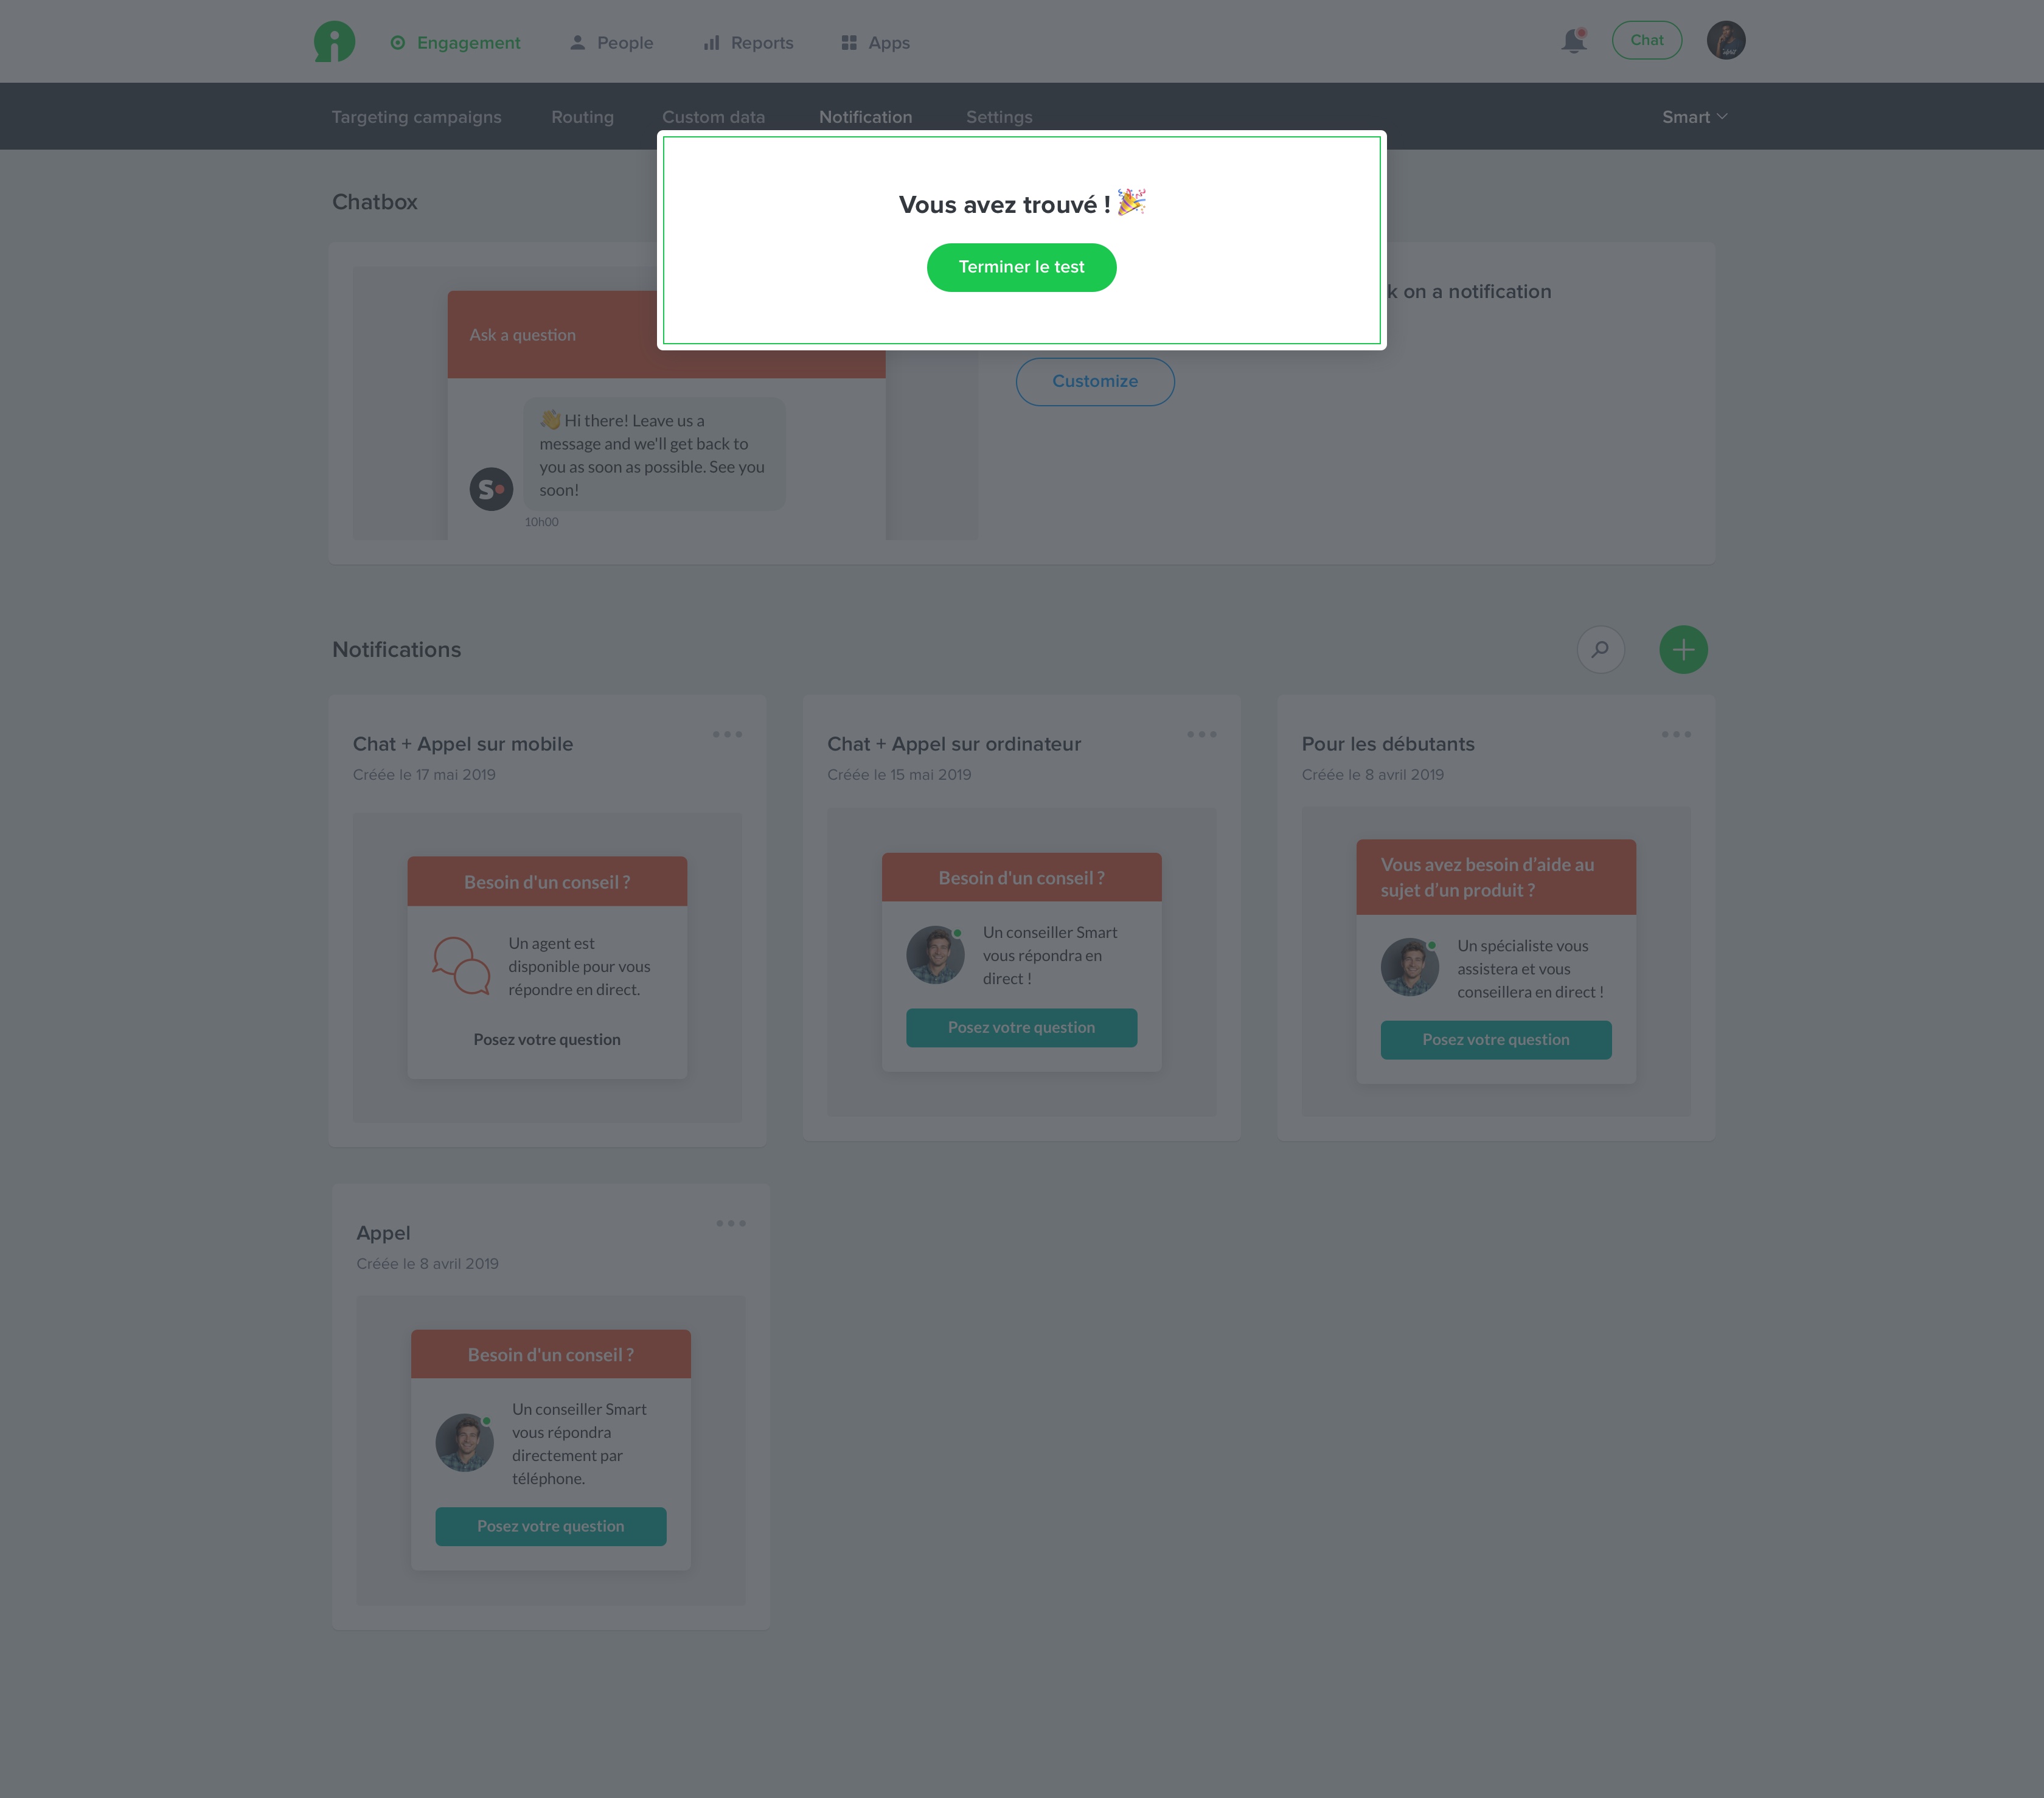 Engagement
People
Reports
Apps
Chat
Targeting campaigns
Routing
Custom data
Notification
Settings
Smart
Vous avez trouvé ! 🎉
Terminer le test
Chatbox
on a notification
Ask a question
Customize
👋 Hi there! Leave us a
message and we'll get back to
you as soon as possible. See you
soon!
S
10h00
Notifications
Chat + Appel sur mobile
Créée le 17 mai 2019
Besoin d'un conseil ?
Un agent est
disponible pour vous
répondre en direct.
Posez votre question
Chat + Appel sur ordinateur
Créée le 15 mai 2019
Besoin d'un conseil ?
Un conseiller Smart
vous répondra en
direct !
Posez votre question
Pour les débutants
Créée le 8 avril 2019
Vous avez besoin d’aide au
sujet d’un produit ?
Un spécialiste vous
assistera et vous
conseillera en direct !
Posez votre question
Appel
Créée le 8 avril 2019
Besoin d'un conseil ?
Un conseiller Smart
vous répondra
directement par
téléphone.
Posez votre question